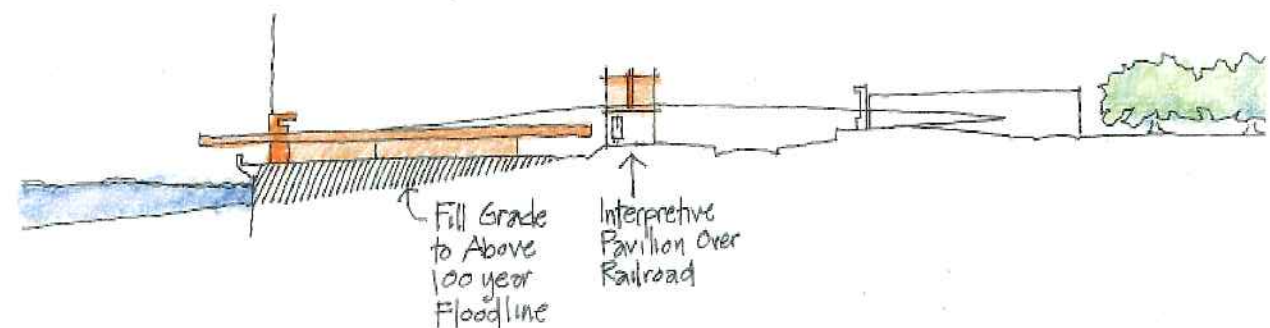 Fill Grade
to Above
100 year
Floodline
Interpretive
Pavilion Over
Railroad